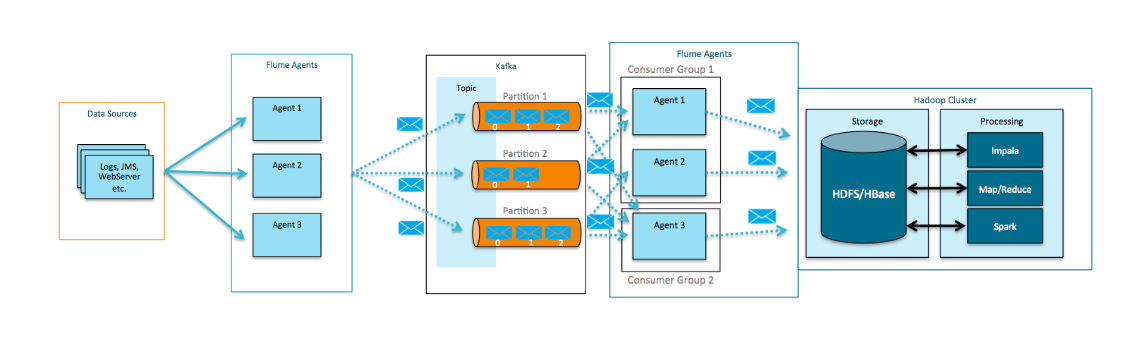 Data Sources
Logs, JMS,
WebServer
etc.
Flume Agents
Agent 1
Agent 2
Agent 3
Kafka
Topic
Partition 1
0 1 2
Partition 2
0 1
Partition 3
0 1 2
Flume Agents
Consumer Group 1
Agent 1
Agent 2
Agent 3
Consumer Group 2
Hadoop Cluster
Storage
HDFS/HBase
Processing
Impala
Map/Reduce
Spark